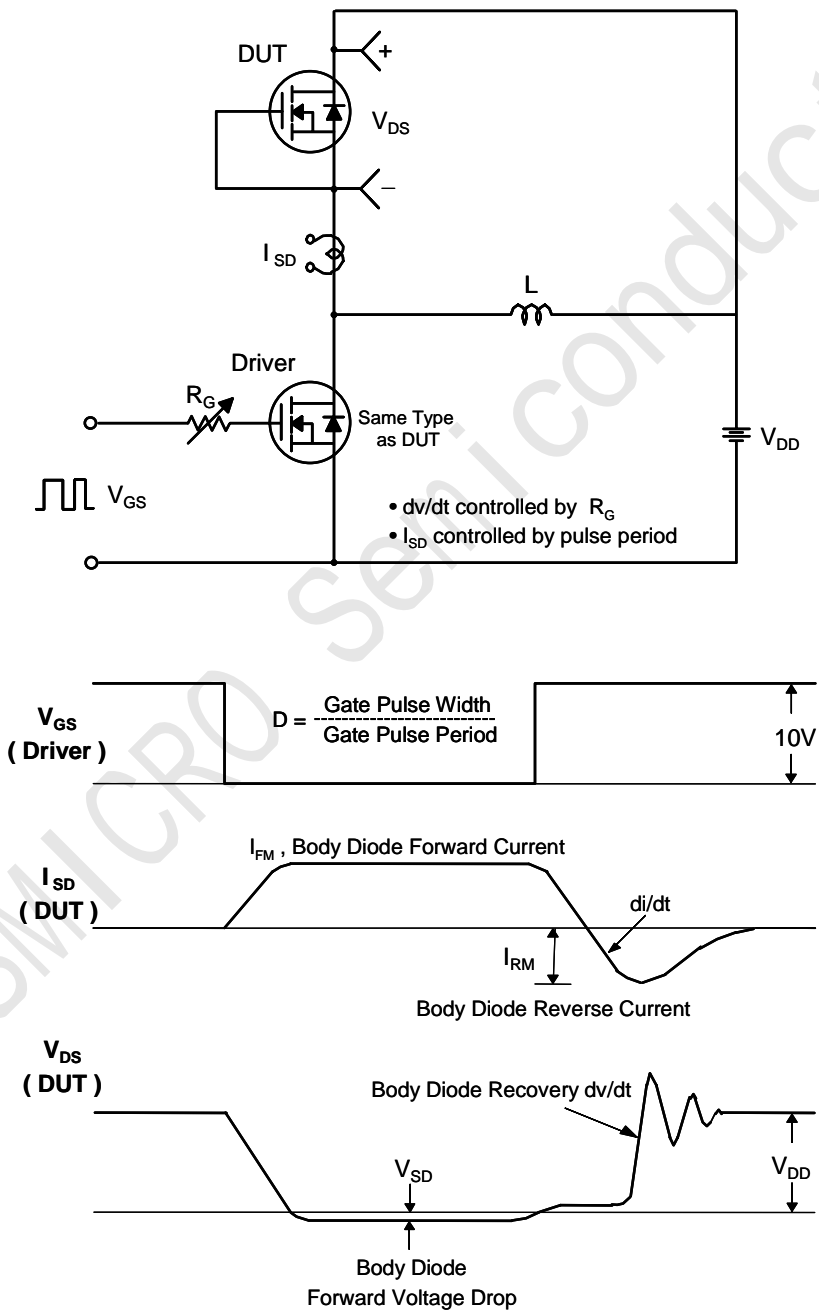 DUT
+
V_DS
−
I_SD
L
Driver
R_G
Same Type
as DUT
V_DD
V_GS
• dv/dt controlled by R_G
• I_SD controlled by pulse period
V_GS
( Driver )
D = Gate Pulse Width
Gate Pulse Period
10V
I_FM , Body Diode Forward Current
I_SD
( DUT )
di/dt
I_RM
Body Diode Reverse Current
V_DS
( DUT )
Body Diode Recovery dv/dt
V_SD
V_DD
Body Diode
Forward Voltage Drop